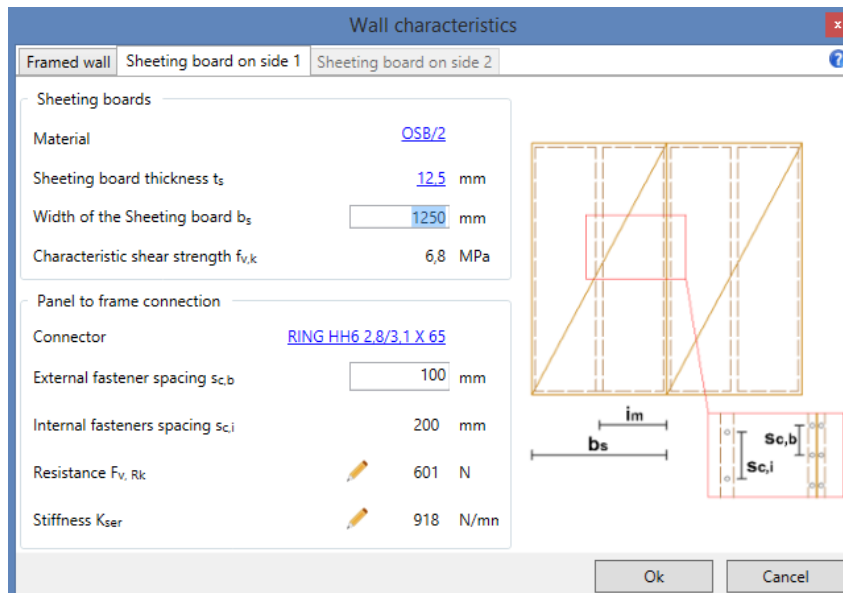 Wall characteristics
x
Framed wall Sheeting board on side 1 Sheeting board on side 2 ?
Sheeting boards
Material OSB/2
Sheeting board thickness ts 12,5 mm
Width of the Sheeting board bs 1250 mm
Characteristic shear strength fv,k 6,8 MPa
Panel to frame connection
Connector RING HH6 2,8/3,1 X 65
External fastener spacing sc,b 100 mm
Internal fasteners spacing sc,i 200 mm
Resistance Fv, Rk 601 N
Stiffness Kser 918 N/mn
im
bs
Sc,b
Sc,i
Ok Cancel